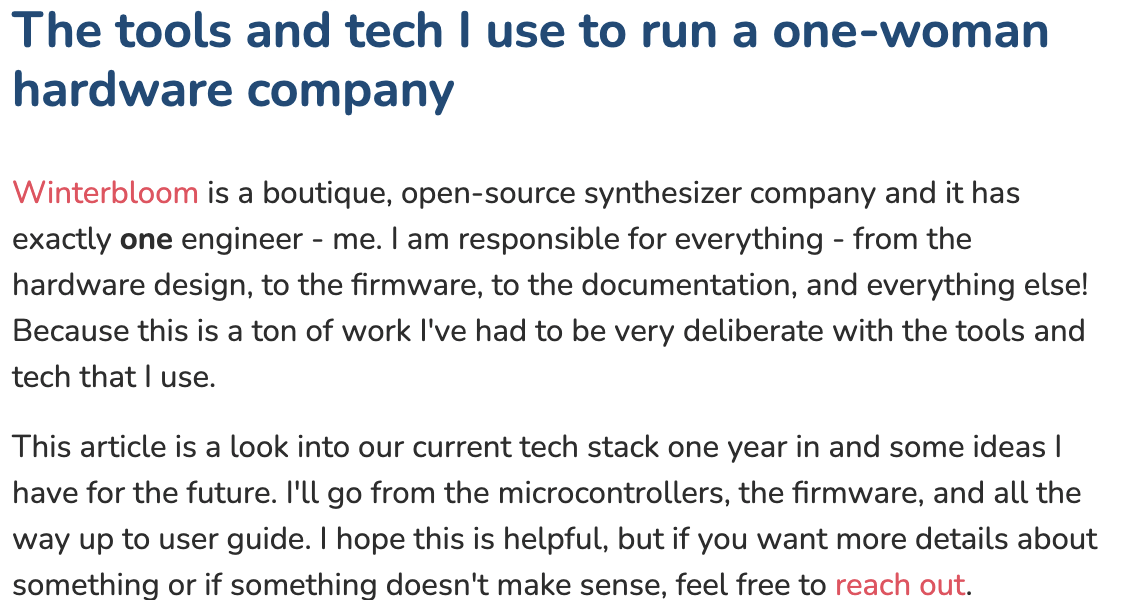 The tools and tech I use to run a one-woman
hardware company
Winterbloom is a boutique, open-source synthesizer company and it has
exactly one engineer - me. I am responsible for everything - from the
hardware design, to the firmware, to the documentation, and everything else!
Because this is a ton of work I've had to be very deliberate with the tools and
tech that I use.
This article is a look into our current tech stack one year in and some ideas I
have for the future. I'll go from the microcontrollers, the firmware, and all the
way up to user guide. I hope this is helpful, but if you want more details about
something or if something doesn't make sense, feel free to reach out.